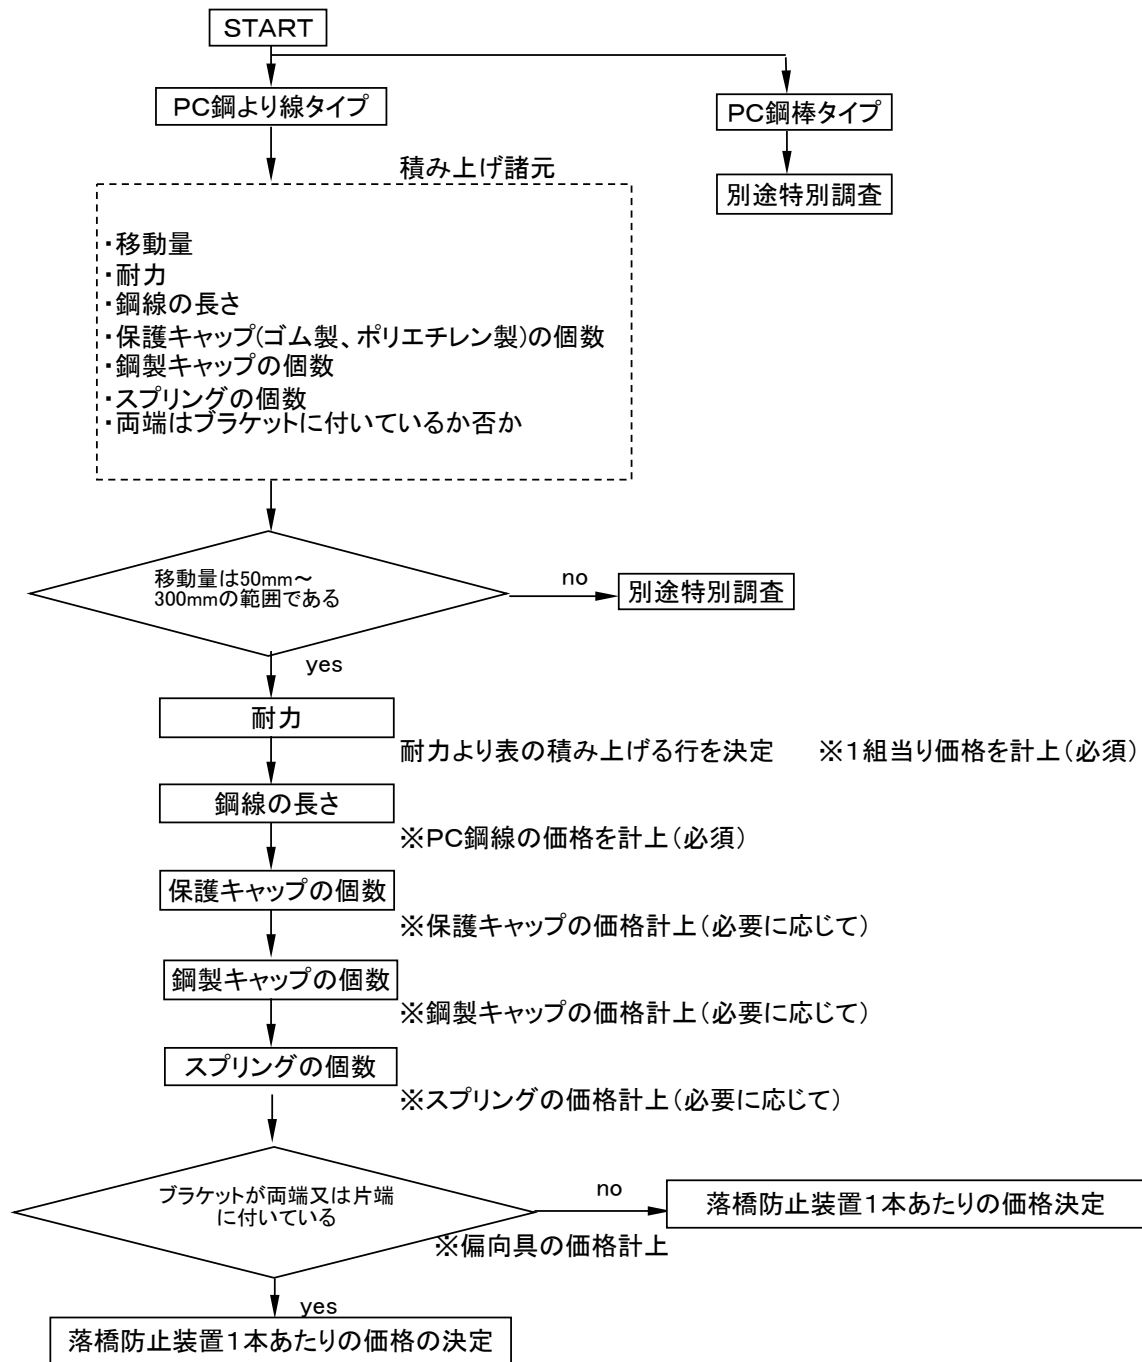 START
PC鋼より線タイプ
PC鋼棒タイプ
積み上げ諸元
別途特別調査
・移動量
・耐力
・鋼線の長さ
・保護キャップ(ゴム製、ポリエチレン製)の個数
・鋼製キャップの個数
・スプリングの個数
・両端はブラケットに付いているか否か
移動量は50mm～
300mmの範囲である
no
別途特別調査
yes
耐力
耐力より表の積み上げる行を決定　※1組当り価格を計上(必須)
鋼線の長さ
※PC鋼線の価格を計上(必須)
保護キャップの個数
※保護キャップの価格計上(必要に応じて)
鋼製キャップの個数
※鋼製キャップの価格計上(必要に応じて)
スプリングの個数
※スプリングの価格計上(必要に応じて)
ブラケットが両端又は片端
に付いている
no
落橋防止装置1本あたりの価格決定
※偏向具の価格計上
yes
落橋防止装置1本あたりの価格の決定